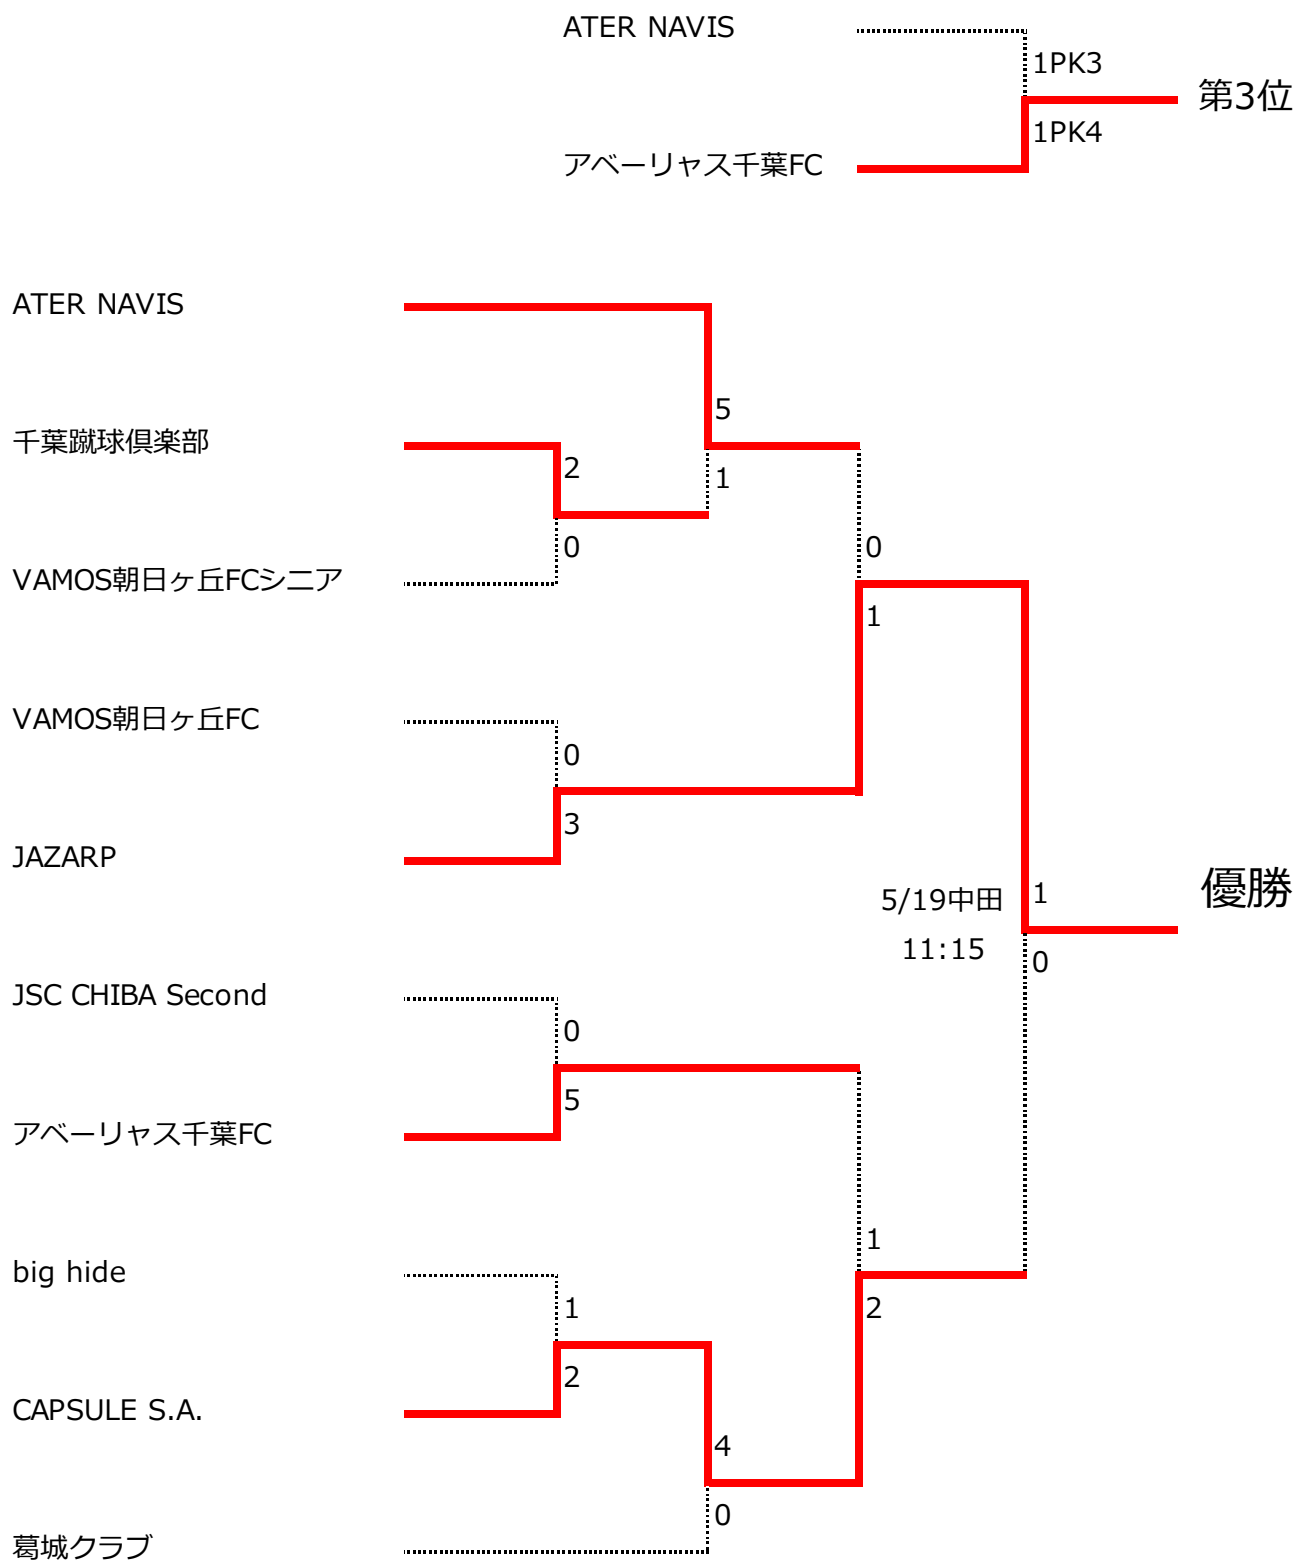 ATER NAVIS
1PK3
第3位
1PK4
アベーリャス千葉FC
ATER NAVIS
5
千葉蹴球倶楽部
2
1
0
0
VAMOS朝日ヶ丘FCシニア
1
VAMOS朝日ヶ丘FC
0
3
JAZARP
優勝
5/19中田
1
11:15
0
JSC CHIBA Second
0
5
アベーリャス千葉FC
1
big hide
1
2
2
CAPSULE S.A.
4
0
葛城クラブ